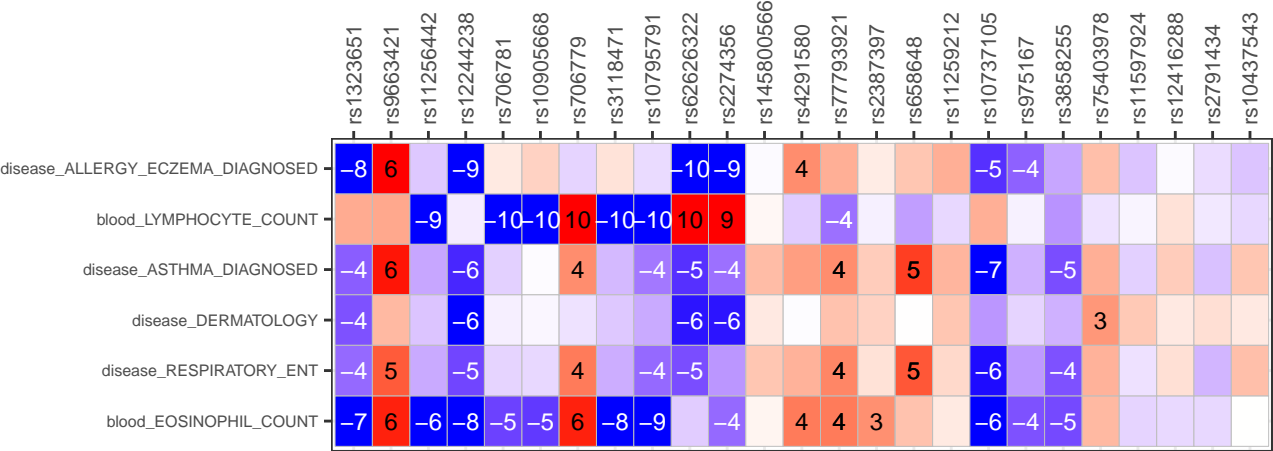 rs1323651 rs9663421 rs11256442 rs12244238 rs706781 rs10905668 rs706779 rs3118471 rs10795791 rs62626322 rs2274356 rs145800566 rs4291580 rs77793921 rs2387397 rs658648 rs11259212 rs10737105 rs975167 rs3858255 rs75403978 rs11597924 rs12416288 rs2791434 rs10437543
disease_ALLERGY_ECZEMA_DIAGNOSED −8 6 −9 −10 −9 4 −5 −4
blood_LYMPHOCYTE_COUNT −9 −10 −10 10 −10 −10 10 9 −4
disease_ASTHMA_DIAGNOSED −4 6 −6 4 −4 −5 −4 4 5 −7 −5
disease_DERMATOLOGY −4 −6 −6 −6 3
disease_RESPIRATORY_ENT −4 5 −5 4 −4 −5 4 5 −6 −4
blood_EOSINOPHIL_COUNT −7 6 −6 −8 −5 −5 6 −8 −9 −4 4 4 3 −6 −4 −5